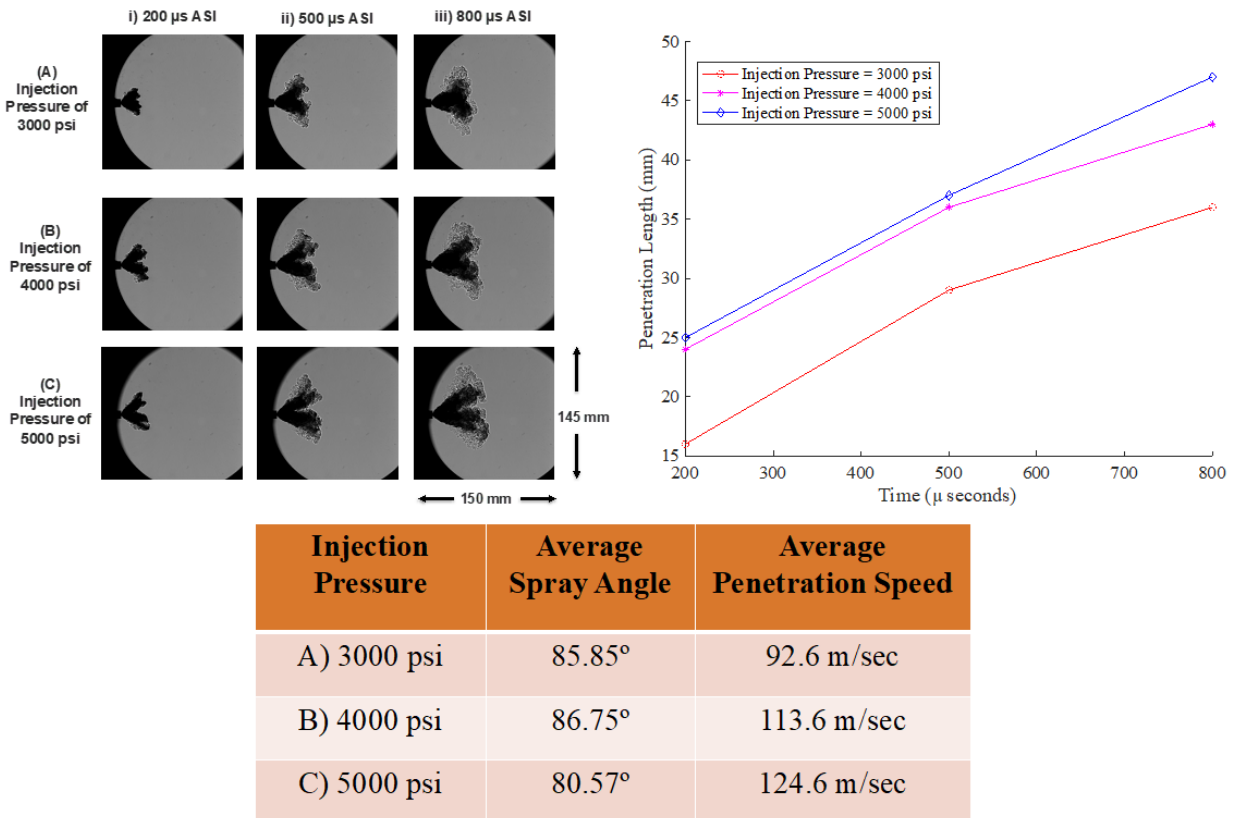 i) 200 µs ASI
ii) 500 µs ASI
iii) 800 µs ASI
(A)
Injection
Pressure of
3000 psi
(B)
Injection
Pressure of
4000 psi
(C)
Injection
Pressure of
5000 psi
145 mm
150 mm
50
45
40
35
30
25
20
15
Penetration Length (mm)
Injection Pressure = 3000 psi
Injection Pressure = 4000 psi
Injection Pressure = 5000 psi
200 300 400 500 600 700 800
Time (µ seconds)
Injection Pressure
Average Spray Angle
Average Penetration Speed
A) 3000 psi 85.85º 92.6 m/sec
B) 4000 psi 86.75º 113.6 m/sec
C) 5000 psi 80.57º 124.6 m/sec